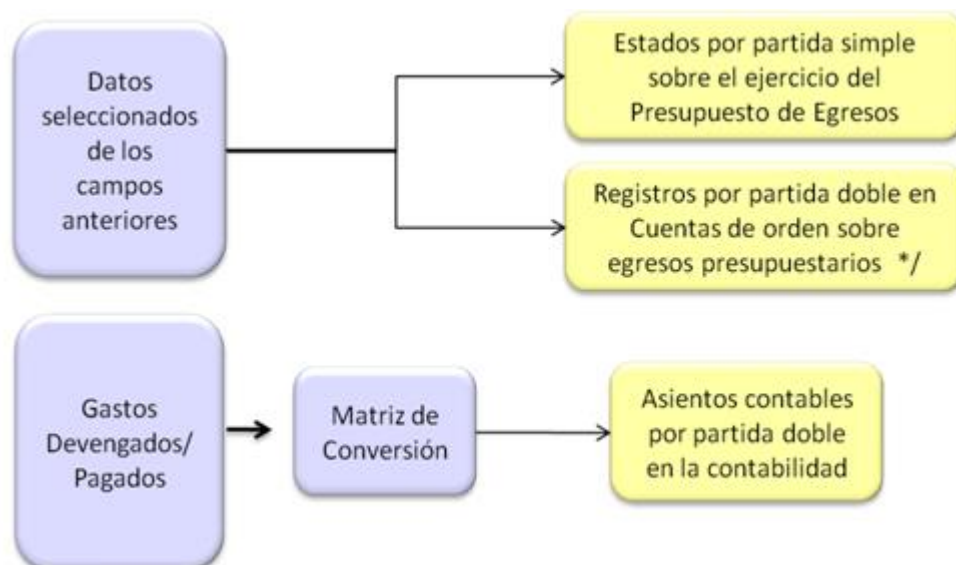 Datos
seleccionados
de los
campos
anteriores
Estados por partida simple
sobre el ejercicio del
Presupuesto de Egresos
Registros por partida doble en
Cuentas de orden sobre
egresos presupuestarios */
Gastos
Devengados/
Pagados
Matriz de
Conversión
Asientos contables
por partida doble
en la contabilidad